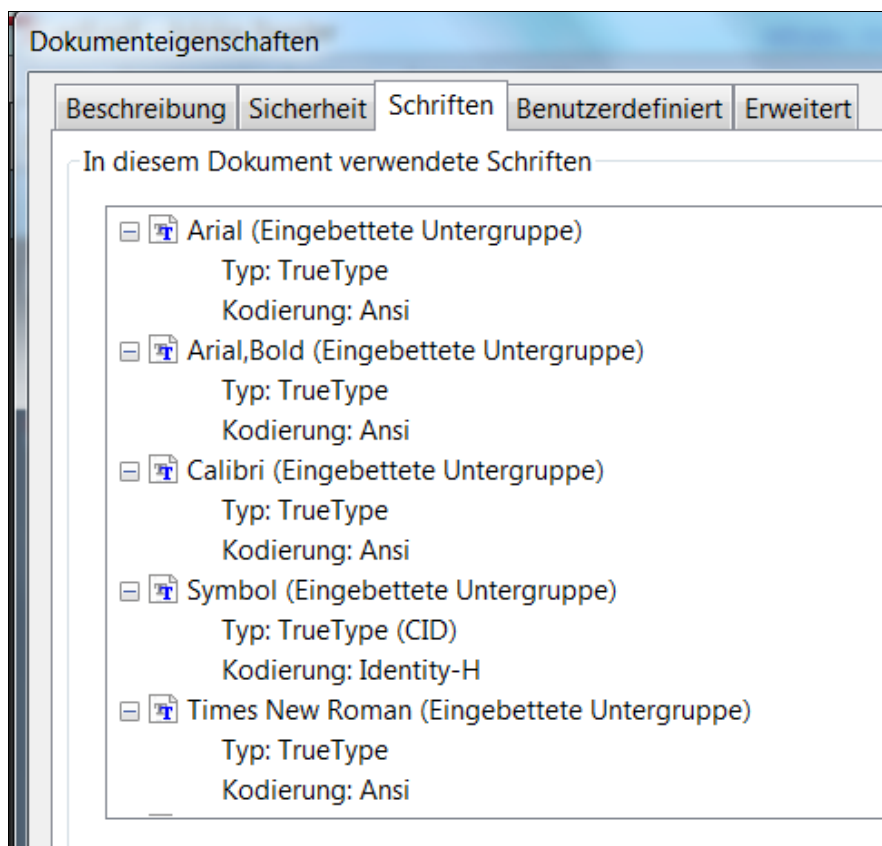 Dokumenteigenschaften
Beschreibung Sicherheit Schriften Benutzerdefiniert Erweitert
In diesem Dokument verwendete Schriften
Arial (Eingebettete Untergruppe)
Typ: TrueType
Kodierung: Ansi
Arial,Bold (Eingebettete Untergruppe)
Typ: TrueType
Kodierung: Ansi
Calibri (Eingebettete Untergruppe)
Typ: TrueType
Kodierung: Ansi
Symbol (Eingebettete Untergruppe)
Typ: TrueType (CID)
Kodierung: Identity-H
Times New Roman (Eingebettete Untergruppe)
Typ: TrueType
Kodierung: Ansi